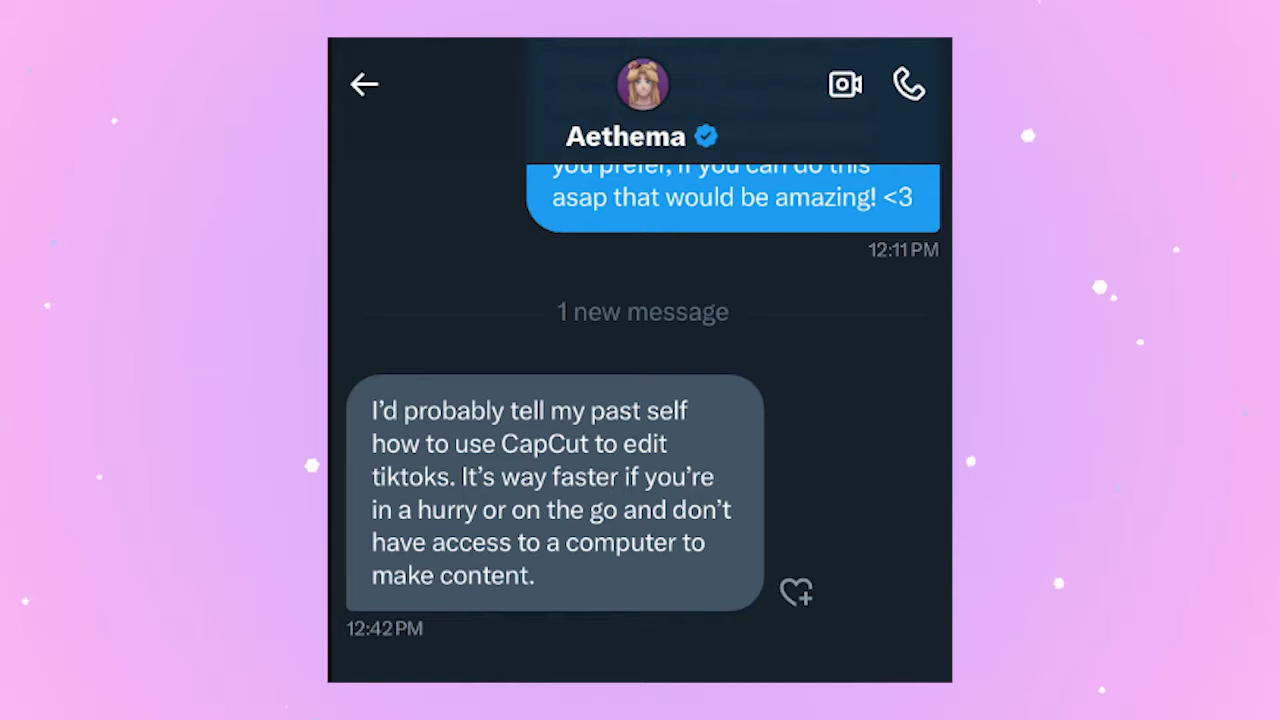 Aethema
you prefer, if you can do this
asap that would be amazing! <3
12:11 PM
1 new message
I’d probably tell my past self
how to use CapCut to edit
tiktoks. It’s way faster if you’re
in a hurry or on the go and don’t
have access to a computer to
make content.
12:42 PM